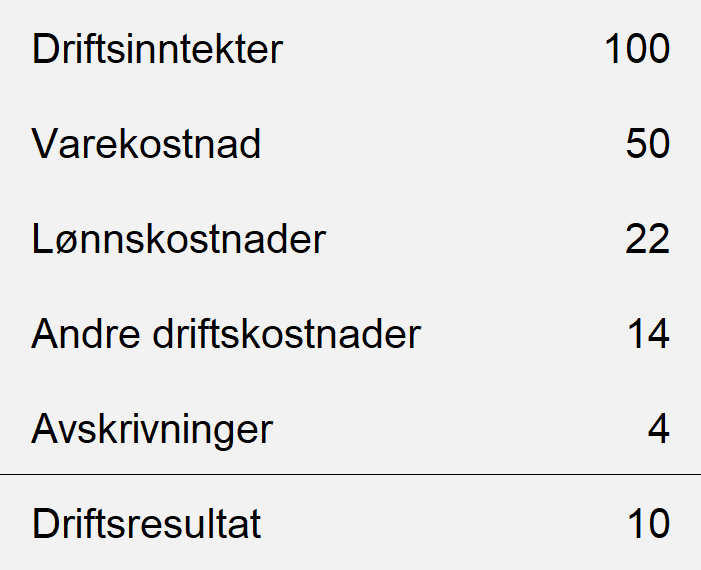 Driftsinntekter 100
Varekostnad 50
Lønnskostnader 22
Andre driftskostnader 14
Avskrivninger 4
Driftsresultat 10